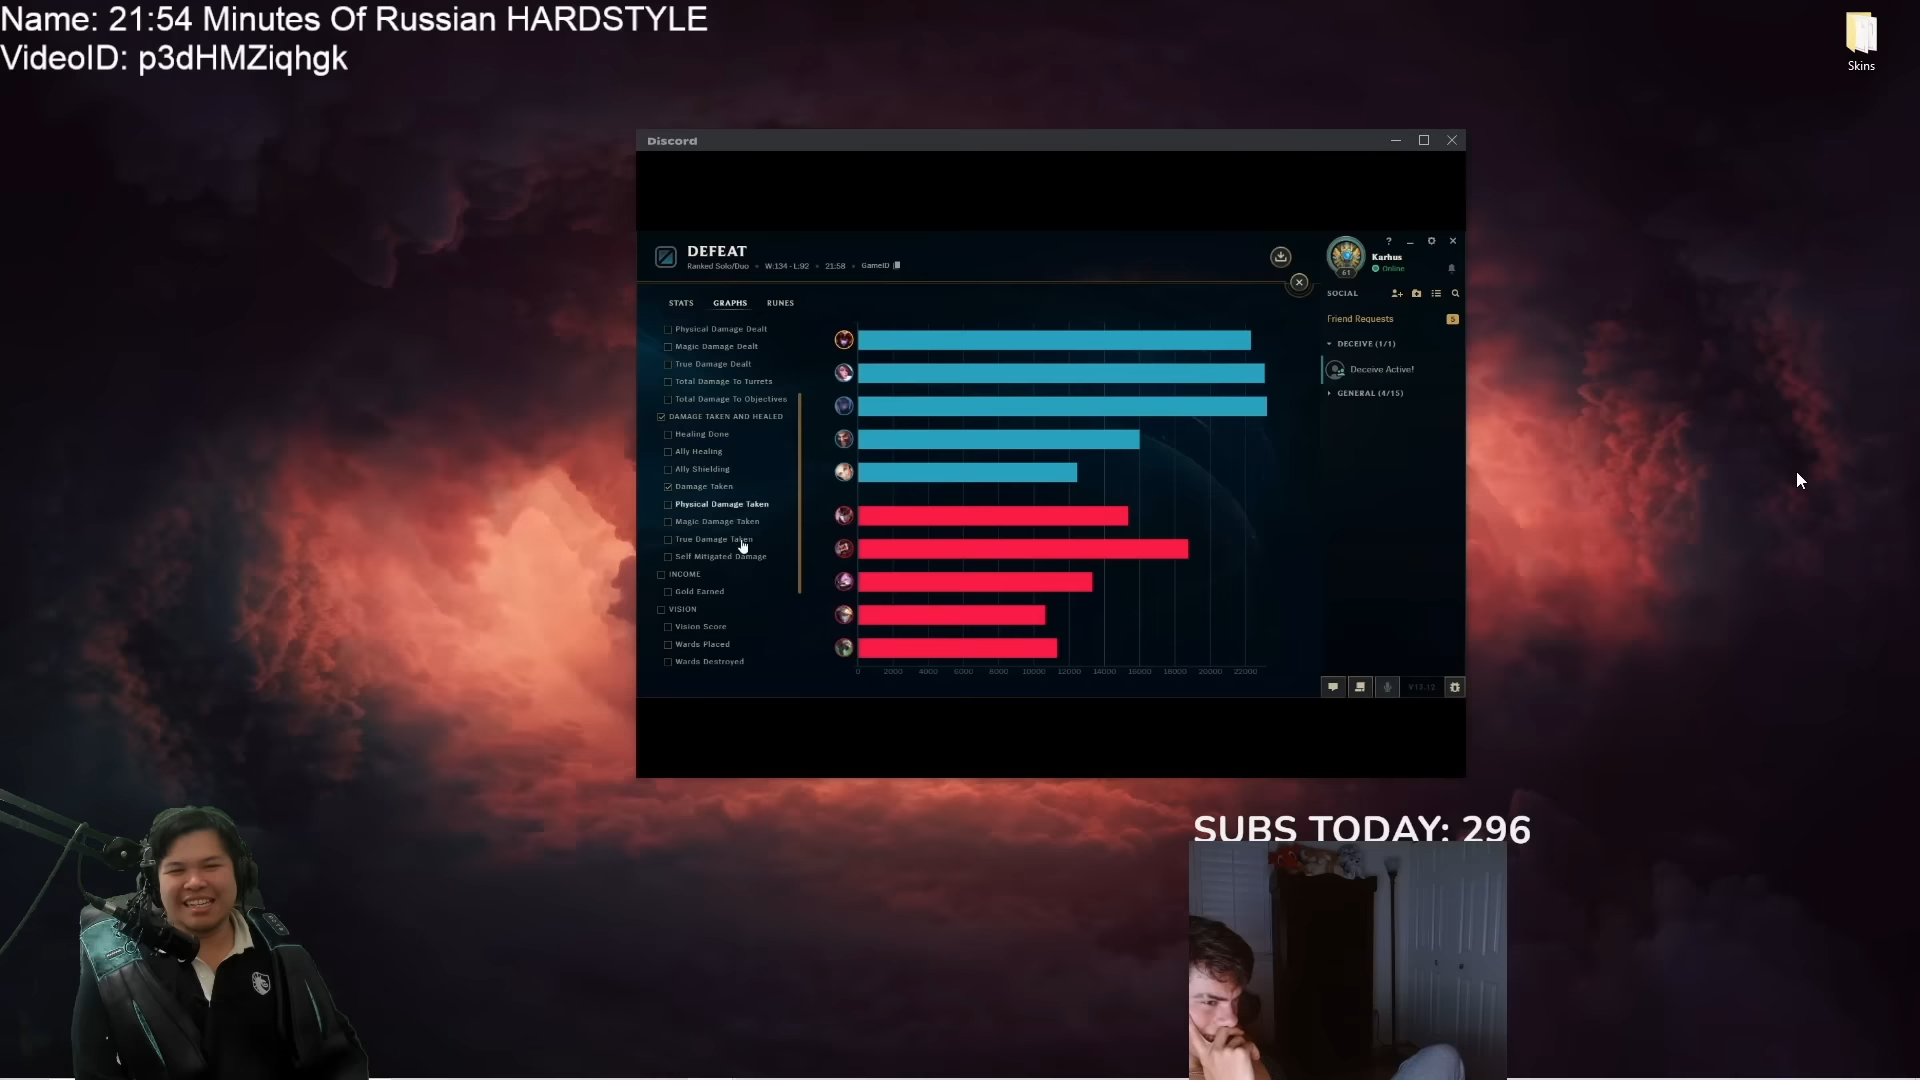 Name: 21:54 Minutes Of Russian HARDSTYLE
VideoID: p3dHMZiqhgk
Skins
Discord
DEFEAT
Ranked Solo/Duo • W:134 - L:92 • 21:58 • GameID
Karhus
61
Online
STATS GRAPHS RUNES
SOCIAL
Friend Requests 5
DECEIVE (1/1)
Deceive Active!
GENERAL (4/15)
Physical Damage Dealt
Magic Damage Dealt
True Damage Dealt
Total Damage To Turrets
Total Damage To Objectives
DAMAGE TAKEN AND HEALED
Healing Done
Ally Healing
Ally Shielding
Damage Taken
Physical Damage Taken
Magic Damage Taken
True Damage Taken
Self Mitigated Damage
INCOME
Gold Earned
VISION
Vision Score
Wards Placed
Wards Destroyed
0 2000 4000 6000 8000 10000 12000 14000 16000 18000 20000 22000
V13.12
SUBS TODAY: 296